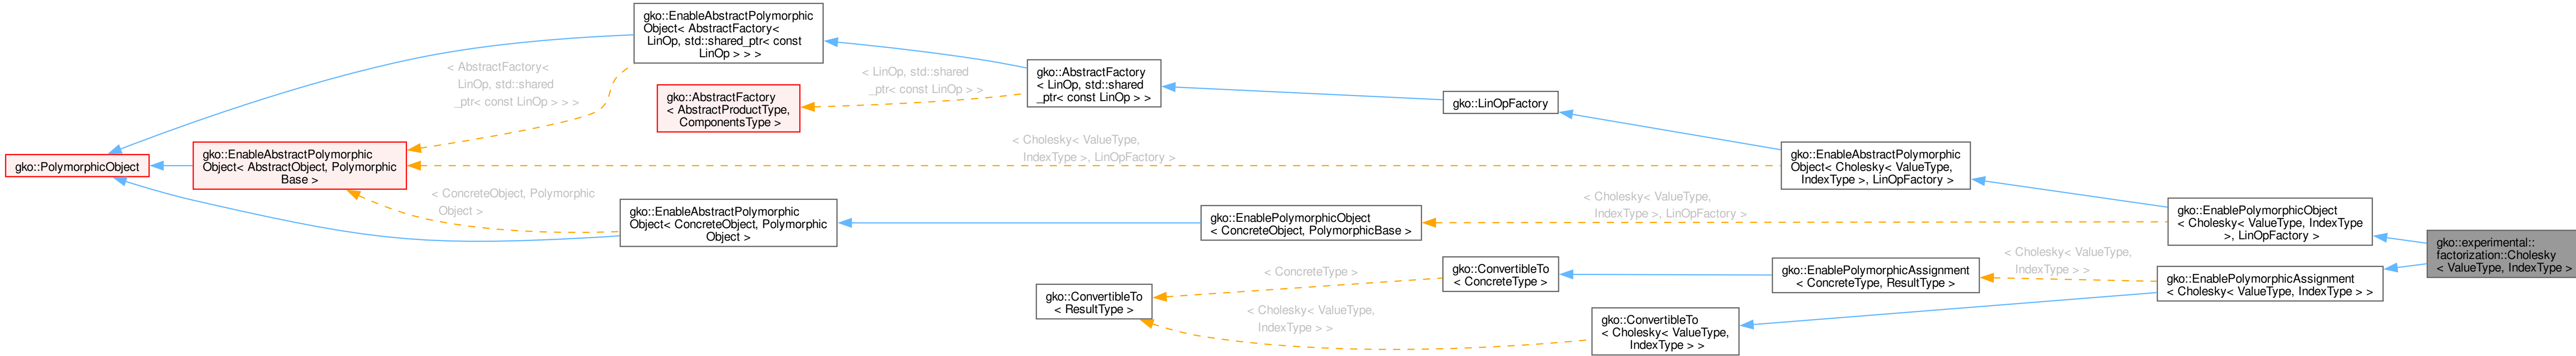 gko::EnableAbstractPolymorphic
Object< AbstractFactory<
LinOp, std::shared_ptr< const
LinOp > > >
< AbstractFactory<
LinOp, std::shared
_ptr< const LinOp > > >
< LinOp, std::shared
_ptr< const LinOp > >
gko::AbstractFactory
< LinOp, std::shared
_ptr< const LinOp > >
gko::AbstractFactory
< AbstractProductType,
ComponentsType >
gko::LinOpFactory
gko::PolymorphicObject
gko::EnableAbstractPolymorphic
Object< AbstractObject, Polymorphic
Base >
< Cholesky< ValueType,
IndexType >, LinOpFactory >
gko::EnableAbstractPolymorphic
Object< Cholesky< ValueType,
IndexType >, LinOpFactory >
< ConcreteObject, Polymorphic
Object >
gko::EnableAbstractPolymorphic
Object< ConcreteObject, Polymorphic
Object >
gko::EnablePolymorphicObject
< ConcreteObject, PolymorphicBase >
< Cholesky< ValueType,
IndexType >, LinOpFactory >
gko::EnablePolymorphicObject
< Cholesky< ValueType, IndexType
>, LinOpFactory >
gko::experimental::
factorization::Cholesky
< ValueType, IndexType >
gko::ConvertibleTo
< ResultType >
< ConcreteType >
gko::ConvertibleTo
< ConcreteType >
gko::EnablePolymorphicAssignment
< ConcreteType, ResultType >
< Cholesky< ValueType,
IndexType > >
gko::EnablePolymorphicAssignment
< Cholesky< ValueType, IndexType > >
< Cholesky< ValueType,
IndexType > >
gko::ConvertibleTo
< Cholesky< ValueType,
IndexType > >